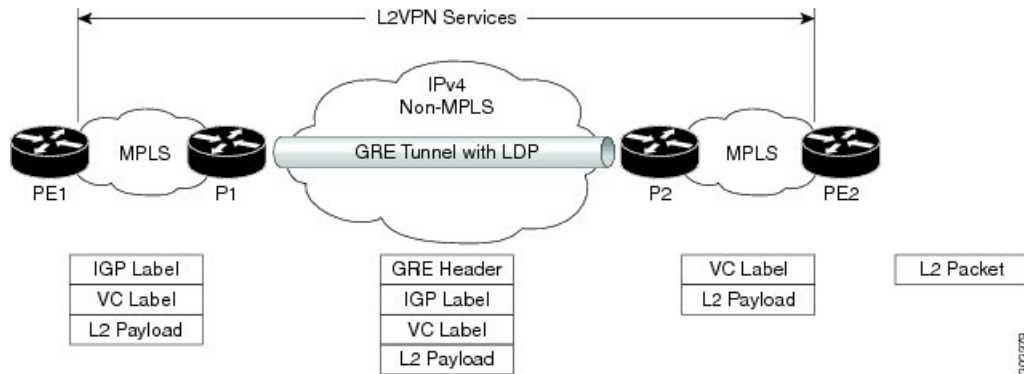 L2VPN Services
IPv4
Non-MPLS
MPLS
GRE Tunnel with LDP
MPLS
PE1
P1
P2
PE2
IGP Label
VC Label
L2 Payload
GRE Header
IGP Label
VC Label
L2 Payload
VC Label
L2 Payload
L2 Packet